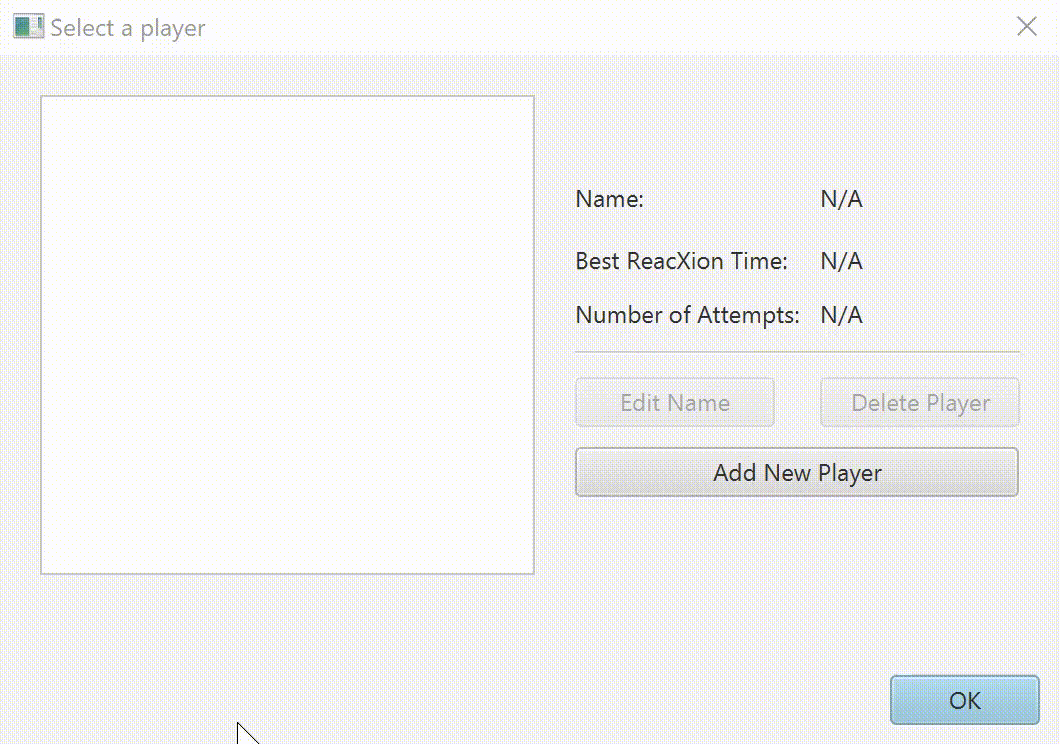 Select a player
Name: N/A
Best ReacXion Time: N/A
Number of Attempts: N/A
Edit Name Delete Player
Add New Player
OK